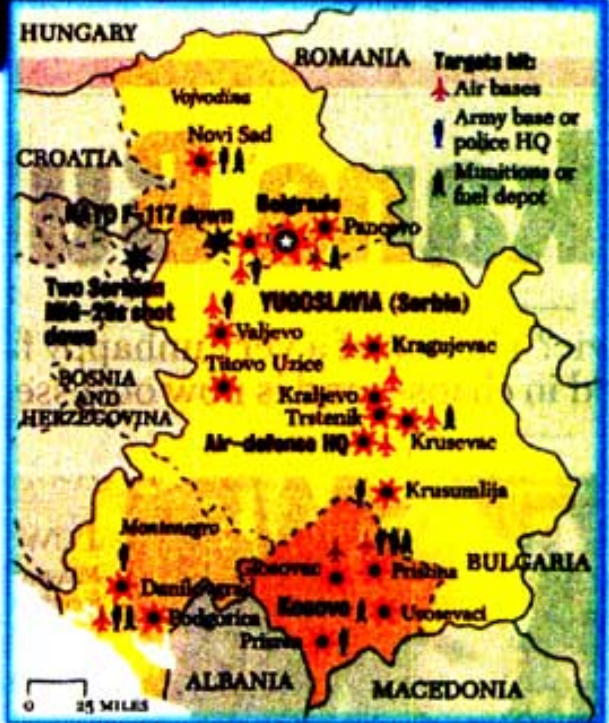 HUNGARY
ROMANIA
Targets hit:
Air bases
Army base or
police HQ
Munitions or
fuel depot
Vojvodina
Novi Sad
CROATIA
NATO F-117 down
Belgrade
Pancevo
Two Serbian
MIG-29s shot
down
YUGOSLAVIA (Serbia)
Valjevo
Kragujevac
Titovo Uzice
BOSNIA
AND
HERZEGOVINA
Kraljevo
Trstenik
Air-defense HQ
Krusevac
Krusumlija
Montenegro
BULGARIA
Glosovac
Pristina
Danilovgrad
Kosovo
Urosevaci
Podgorica
Prizren
ALBANIA
MACEDONIA
0 25 MILES